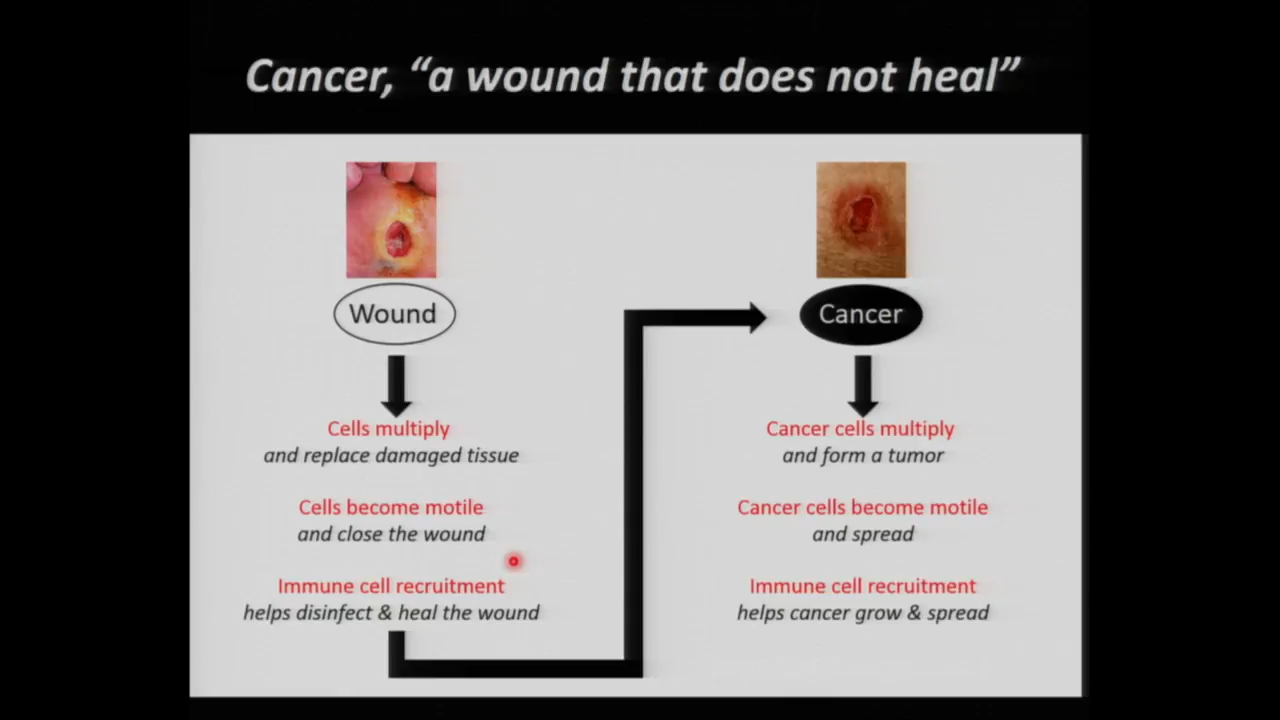 Cancer, “a wound that does not heal”
Wound
Cells multiply
and replace damaged tissue
Cells become motile
and close the wound
Immune cell recruitment
helps disinfect & heal the wound
Cancer
Cancer cells multiply
and form a tumor
Cancer cells become motile
and spread
Immune cell recruitment
helps cancer grow & spread